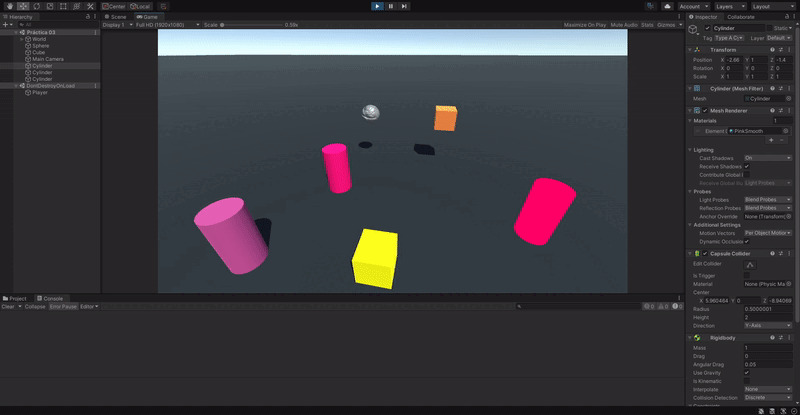 Center
Local
Account
Layers
Layout
Hierarchy
Scene
Game
Inspector
Collaborate
All
Display 1
Full HD (1920x1080)
Scale
0.58x
Maximize On Play
Mute Audio
Stats
Gizmos
Práctica 03
World
Sphere
Cube
Main Camera
Cylinder
Cylinder
Cylinder
DontDestroyOnLoad
Player
Cylinder
Static
Tag
Type A C
Layer
Default
Transform
Position
X -2.66
Y 1
Z -1.4
Rotation
X 0
Y 0
Z 0
Scale
X 1
Y 1
Z 1
Cylinder (Mesh Filter)
Mesh
Cylinder
Mesh Renderer
Materials
1
Element
PinkSmooth
Lighting
Cast Shadows
On
Receive Shadows
Contribute Global
Receive Global
Light Probes
Probes
Light Probes
Blend Probes
Reflection Probes
Blend Probes
Anchor Override
None (Transform)
Additional Settings
Motion Vectors
Per Object Motion
Dynamic Occlusion
Capsule Collider
Edit Collider
Is Trigger
Material
None (Physic Ma
Center
X 5.960464
Y 0
Z -8.94069
Radius
0.5000001
Height
2
Direction
Y-Axis
Rigidbody
Mass
1
Drag
0
Angular Drag
0.05
Use Gravity
Is Kinematic
Interpolate
None
Collision Detection
Discrete
Project
Console
Clear
Collapse
Error Pause
Editor
0
0
0